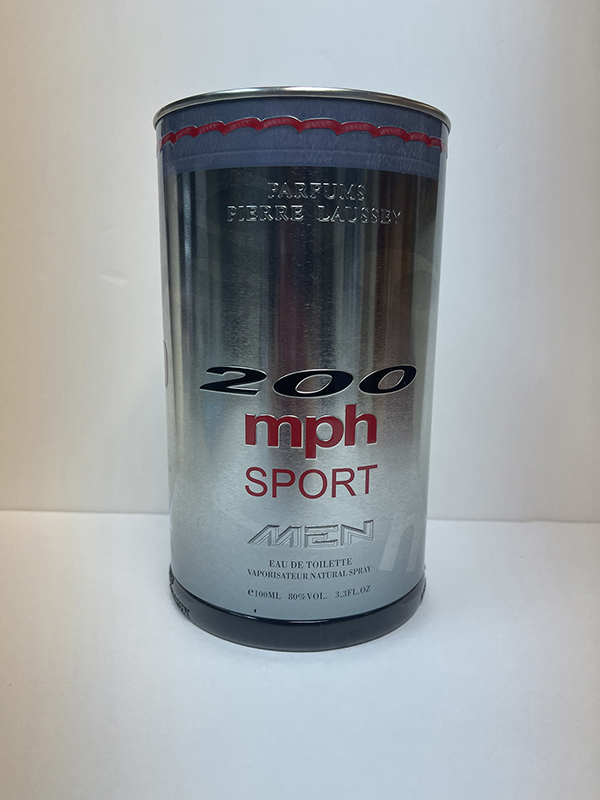 PARFUMS
PIERRE LAUSSEY
200
mph
SPORT
MEN
EAU DE TOILETTE
VAPORISATEUR NATURAL SPRAY
℮100ML 80%VOL. 3.3FL.OZ